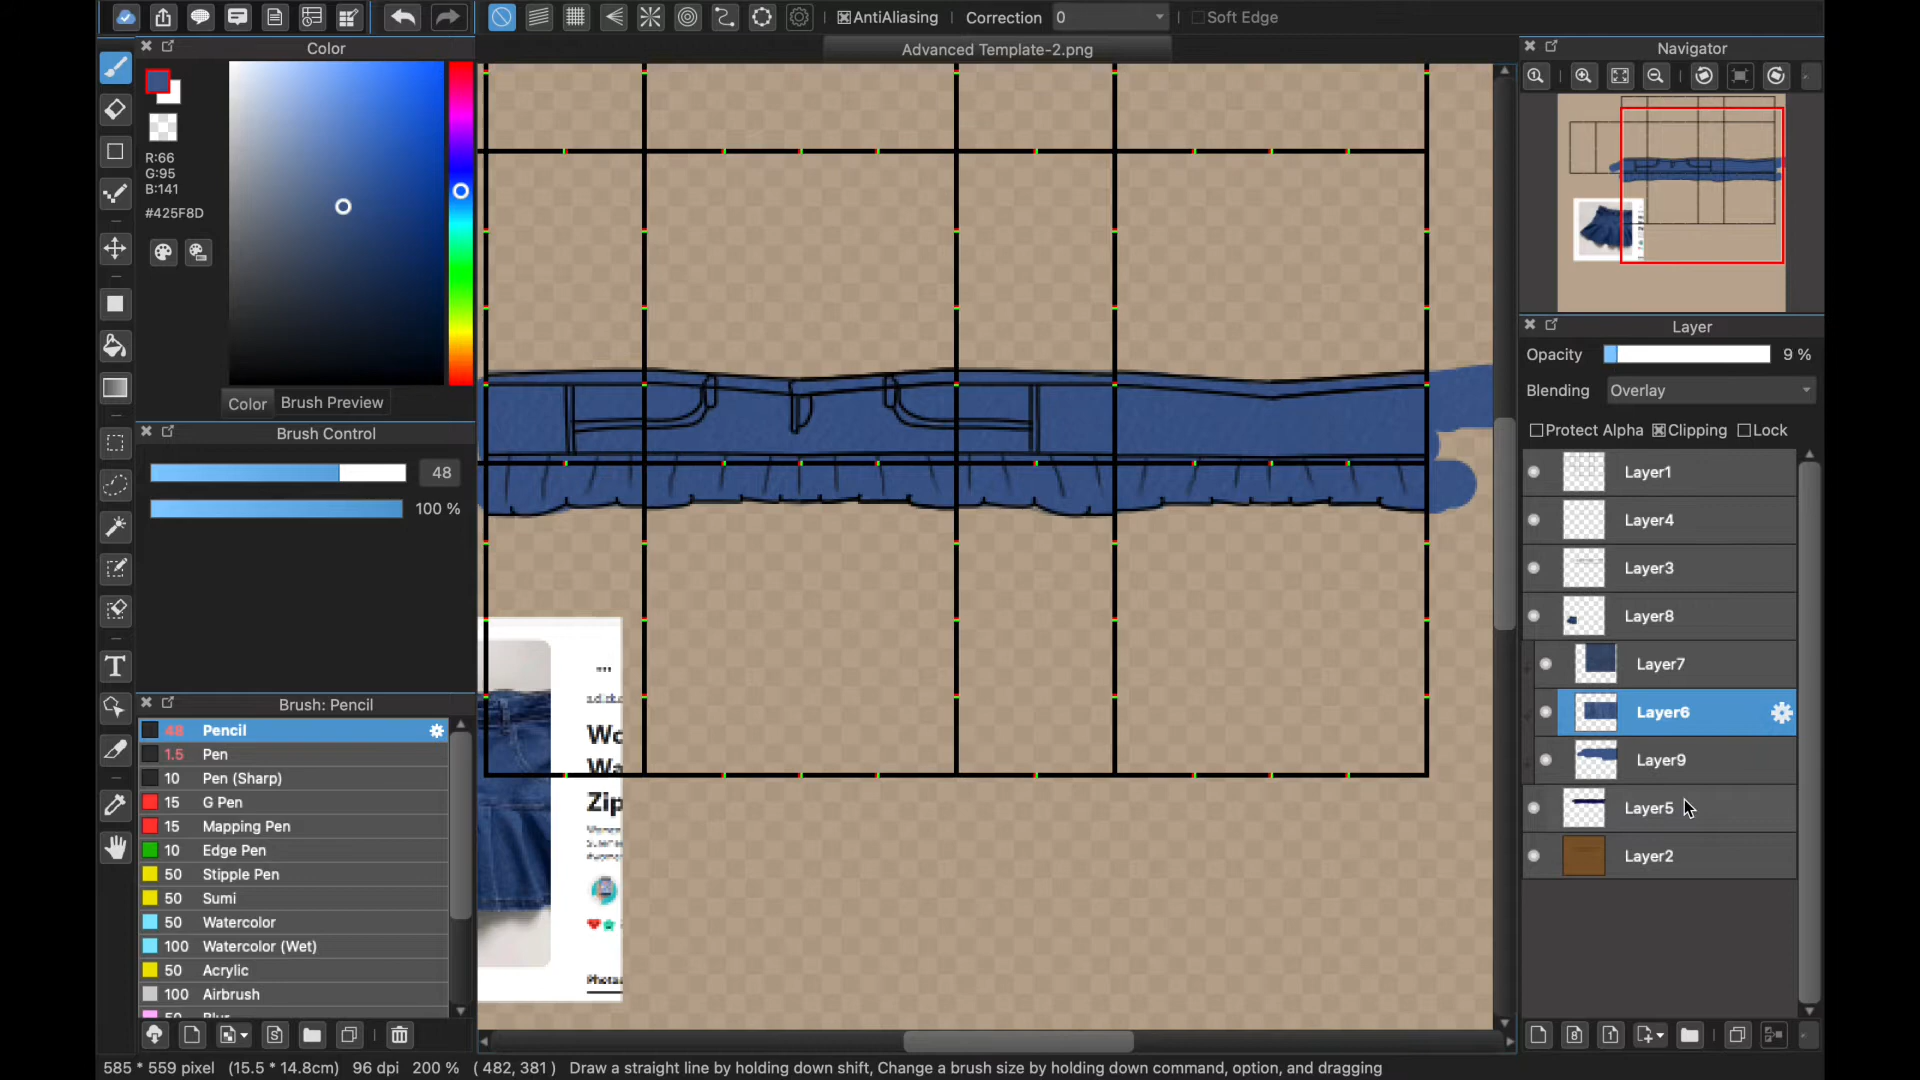 AntiAliasing
Correction
0
Soft Edge
Color
Advanced Template-2.png
Navigator
R:66
G:95
B:141
#425F8D
Color
Brush Preview
Brush Control
48
100 %
Brush: Pencil
48 Pencil
1.5 Pen
10 Pen (Sharp)
15 G Pen
15 Mapping Pen
10 Edge Pen
50 Stipple Pen
50 Sumi
50 Watercolor
100 Watercolor (Wet)
50 Acrylic
100 Airbrush
Layer
Opacity
9 %
Blending
Overlay
Protect Alpha
Clipping
Lock
Layer1
Layer4
Layer3
Layer8
Layer7
Layer6
Layer9
Layer5
Layer2
585 * 559 pixel (15.5 * 14.8cm) 96 dpi 200 % ( 482, 381 ) Draw a straight line by holding down shift, Change a brush size by holding down command, option, and dragging